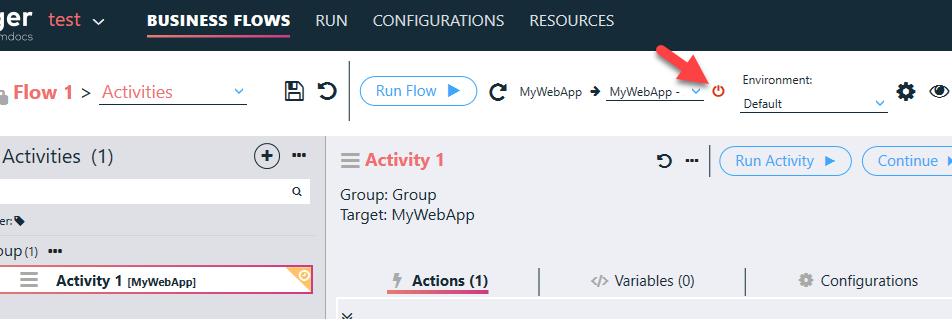 ger test BUSINESS FLOWS RUN CONFIGURATIONS RESOURCES
mdocs
Flow 1 > Activities Run Flow MyWebApp MyWebApp - Environment:
Default
Activities (1) Activity 1 Run Activity Continue
Group: Group
Target: MyWebApp
er:
oup (1)
Activity 1 [MyWebApp] Actions (1) Variables (0) Configurations